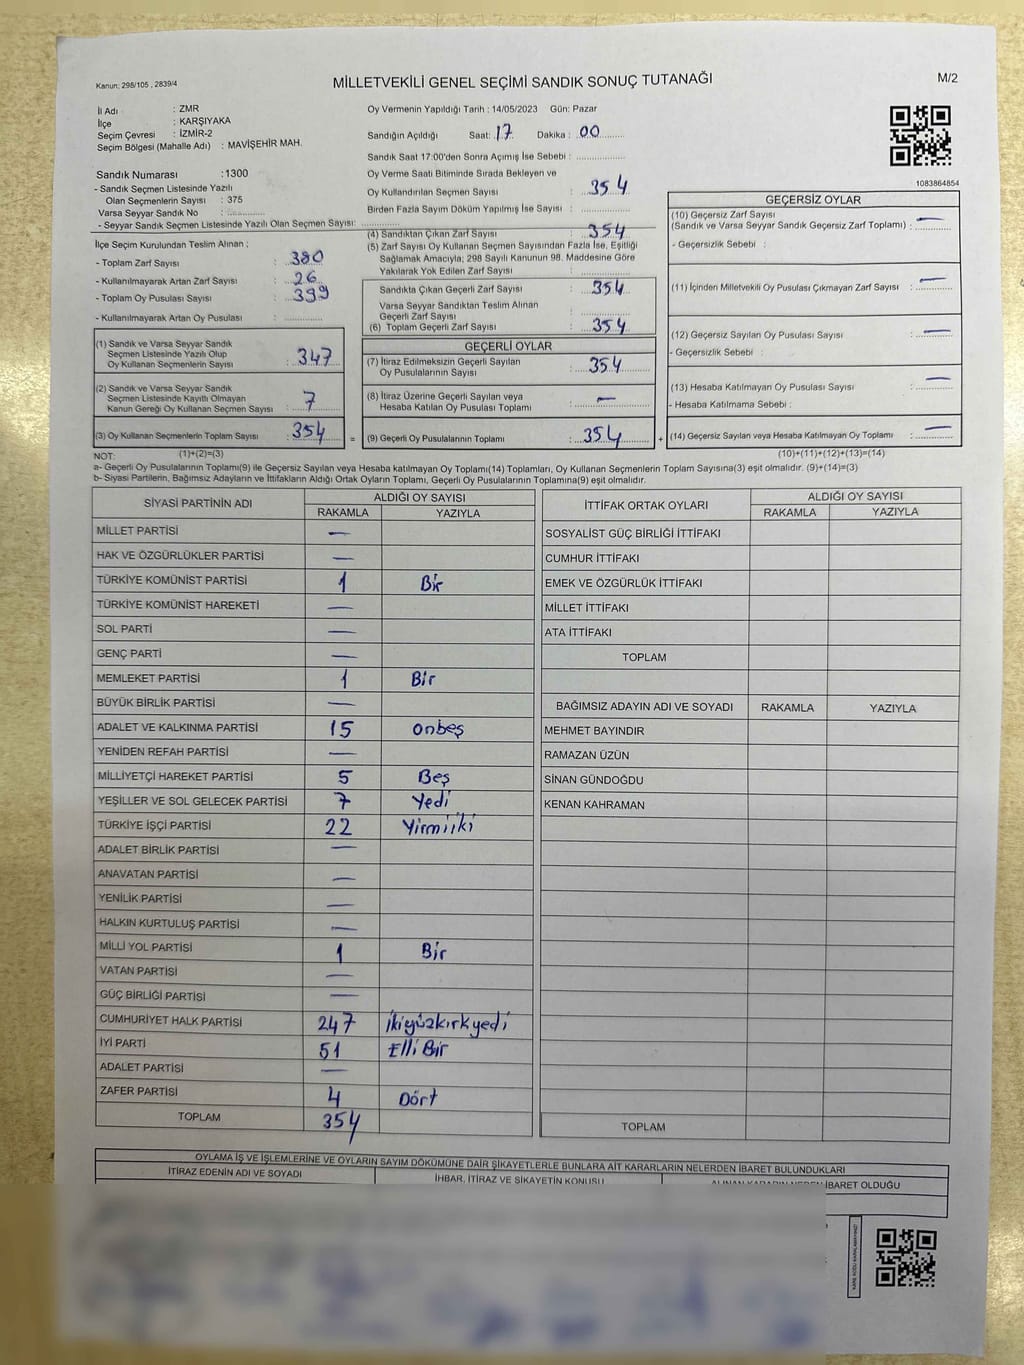 Kanun: 298/105 , 2839/4
MİLLETVEKİLİ GENEL SEÇİMİ SANDIK SONUÇ TUTANAĞI
M/2
İl Adı : ZMR
İlçe : KARŞIYAKA
Seçim Çevresi : İZMİR-2
Seçim Bölgesi (Mahalle Adı) : MAVİŞEHİR MAH.
Sandık Numarası :1300
- Sandık Seçmen Listesinde Yazılı
Olan Seçmenlerin Sayısı : 375
Varsa Seyyar Sandık No :
- Seyyar Sandık Seçmen Listesinde Yazılı Olan Seçmen Sayısı:
İlçe Seçim Kurulundan Teslim Alınan ;
- Toplam Zarf Sayısı : 380
- Kullanılmayarak Artan Zarf Sayısı : 26
- Toplam Oy Pusulası Sayısı : 399
- Kullanılmayarak Artan Oy Pusulası :
(1) Sandık ve Varsa Seyyar Sandık
Seçmen Listesinde Yazılı Olup
Oy Kullanan Seçmenlerin Sayısı : 347
(2) Sandık ve Varsa Seyyar Sandık
Seçmen Listesinde Kayıtlı Olmayan
Kanun Gereği Oy Kullanan Seçmen Sayısı : 7
(3) Oy Kullanan Seçmenlerin Toplam Sayısı : 354 =
Oy Vermenin Yapıldığı Tarih : 14/05/2023 Gün: Pazar
Sandığın Açıldığı Saat: 17 Dakika : 00
Sandık Saat 17:00'den Sonra Açımış İse Sebebi :
Oy Verme Saati Bitiminde Sırada Bekleyen ve
Oy Kullandırılan Seçmen Sayısı : 354
Birden Fazla Sayım Döküm Yapılmış İse Sayısı :
(4) Sandıktan Çıkan Zarf Sayısı : 354
(5) Zarf Sayısı Oy Kullanan Seçmen Sayısından Fazla İse, Eşitliği
Sağlamak Amacıyla; 298 Sayılı Kanunun 98. Maddesine Göre
Yakılarak Yok Edilen Zarf Sayısı :
Sandıkta Çıkan Geçerli Zarf Sayısı : 354
Varsa Seyyar Sandıktan Teslim Alınan
Geçerli Zarf Sayısı :
(6) Toplam Geçerli Zarf Sayısı : 354
GEÇERLİ OYLAR
(7) İtiraz Edilmeksizin Geçerli Sayılan
Oy Pusulalarının Sayısı : 354
(8) İtiraz Üzerine Geçerli Sayılan veya
Hesaba Katılan Oy Pusulası Toplamı : —
(9) Geçerli Oy Pusulalarının Toplamı : 354 +
1083864854
GEÇERSİZ OYLAR
(10) Geçersiz Zarf Sayısı
(Sandık ve Varsa Seyyar Sandık Geçersiz Zarf Toplamı) : —
- Geçersizlik Sebebi :
(11) İçinden Milletvekili Oy Pusulası Çıkmayan Zarf Sayısı : —
(12) Geçersiz Sayılan Oy Pusulası Sayısı : —
- Geçersizlik Sebebi :
(13) Hesaba Katılmayan Oy Pusulası Sayısı : —
- Hesaba Katılmama Sebebi :
(14) Geçersiz Sayılan veya Hesaba Katılmayan Oy Toplamı : —
NOT: (1)+(2)=(3) (10)+(11)+(12)+(13)=(14)
a- Geçerli Oy Pusulalarının Toplamı(9) ile Geçersiz Sayılan veya Hesaba katılmayan Oy Toplamı(14) Toplamları, Oy Kullanan Seçmenlerin Toplam Sayısına(3) eşit olmalıdır. (9)+(14)=(3)
b- Siyasi Partilerin, Bağımsız Adayların ve İttifakların Aldığı Ortak Oyların Toplamı, Geçerli Oy Pusulalarının Toplamına(9) eşit olmalıdır.
SİYASİ PARTİNİN ADI ALDIĞI OY SAYISI
RAKAMLA YAZIYLA
MİLLET PARTİSİ —
HAK VE ÖZGÜRLÜKLER PARTİSİ —
TÜRKİYE KOMÜNİST PARTİSİ 1 Bir
TÜRKİYE KOMÜNİST HAREKETİ —
SOL PARTİ —
GENÇ PARTİ —
MEMLEKET PARTİSİ 1 Bir
BÜYÜK BİRLİK PARTİSİ —
ADALET VE KALKINMA PARTİSİ 15 onbeş
YENİDEN REFAH PARTİSİ —
MİLLİYETÇİ HAREKET PARTİSİ 5 Beş
YEŞİLLER VE SOL GELECEK PARTİSİ 7 Yedi
TÜRKİYE İŞÇİ PARTİSİ 22 Yirmiiki
ADALET BİRLİK PARTİSİ —
ANAVATAN PARTİSİ —
YENİLİK PARTİSİ —
HALKIN KURTULUŞ PARTİSİ —
MİLLİ YOL PARTİSİ 1 Bir
VATAN PARTİSİ —
GÜÇ BİRLİĞİ PARTİSİ —
CUMHURİYET HALK PARTİSİ 247 ikiyüzkırkyedi
İYİ PARTİ 51 Elli Bir
ADALET PARTİSİ —
ZAFER PARTİSİ 4 Dört
TOPLAM 354
İTTİFAK ORTAK OYLARI ALDIĞI OY SAYISI
RAKAMLA YAZIYLA
SOSYALİST GÜÇ BİRLİĞİ İTTİFAKI
CUMHUR İTTİFAKI
EMEK VE ÖZGÜRLÜK İTTİFAKI
MİLLET İTTİFAKI
ATA İTTİFAKI
TOPLAM
BAĞIMSIZ ADAYIN ADI VE SOYADI RAKAMLA YAZIYLA
MEHMET BAYINDIR
RAMAZAN ÜZÜN
SİNAN GÜNDOĞDU
KENAN KAHRAMAN
TOPLAM
OYLAMA İŞ VE İŞLEMLERİNE VE OYLARIN SAYIM DÖKÜMÜNE DAİR ŞİKAYETLERLE BUNLARA AİT KARARLARIN NELERDEN İBARET BULUNDUKLARI
İTİRAZ EDENİN ADI VE SOYADI İHBAR, İTİRAZ VE ŞİKAYETİN KONUSU ALINAN KARARIN NEDEN İBARET OLDUĞU